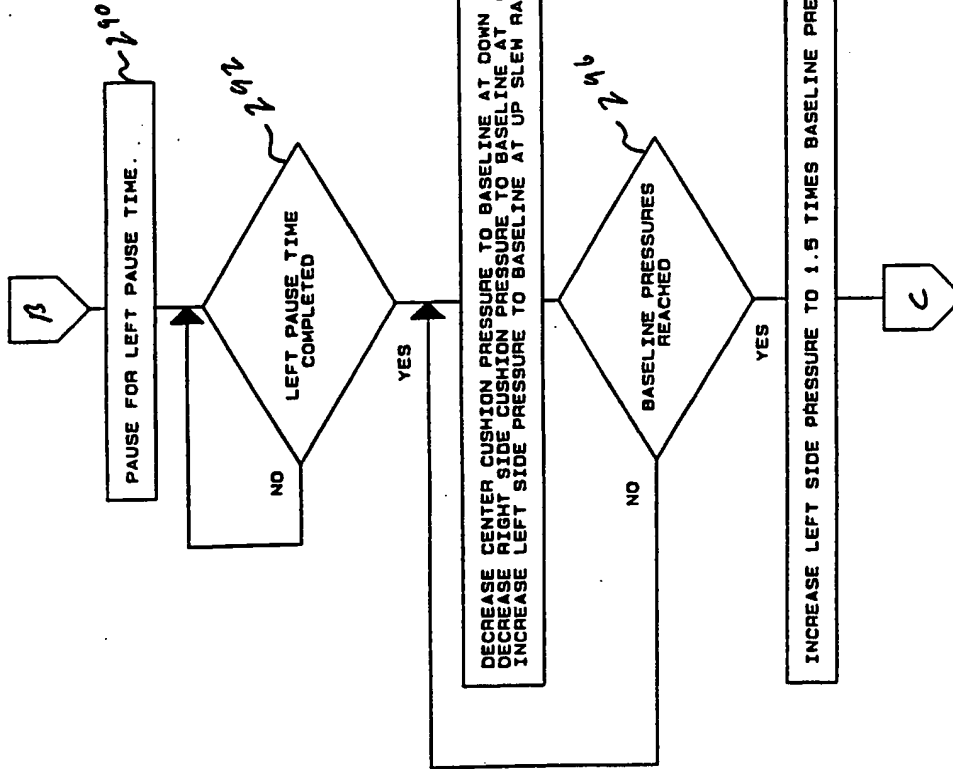 B
PAUSE FOR LEFT PAUSE TIME.
290
LEFT PAUSE TIME
COMPLETED
292
NO
YES
DECREASE CENTER CUSHION PRESSURE TO BASELINE AT DOWN
DECREASE RIGHT SIDE CUSHION PRESSURE TO BASELINE AT
INCREASE LEFT SIDE PRESSURE TO BASELINE AT UP SLEW RA
BASELINE PRESSURES
REACHED
296
NO
YES
INCREASE LEFT SIDE PRESSURE TO 1.5 TIMES BASELINE PRE
C